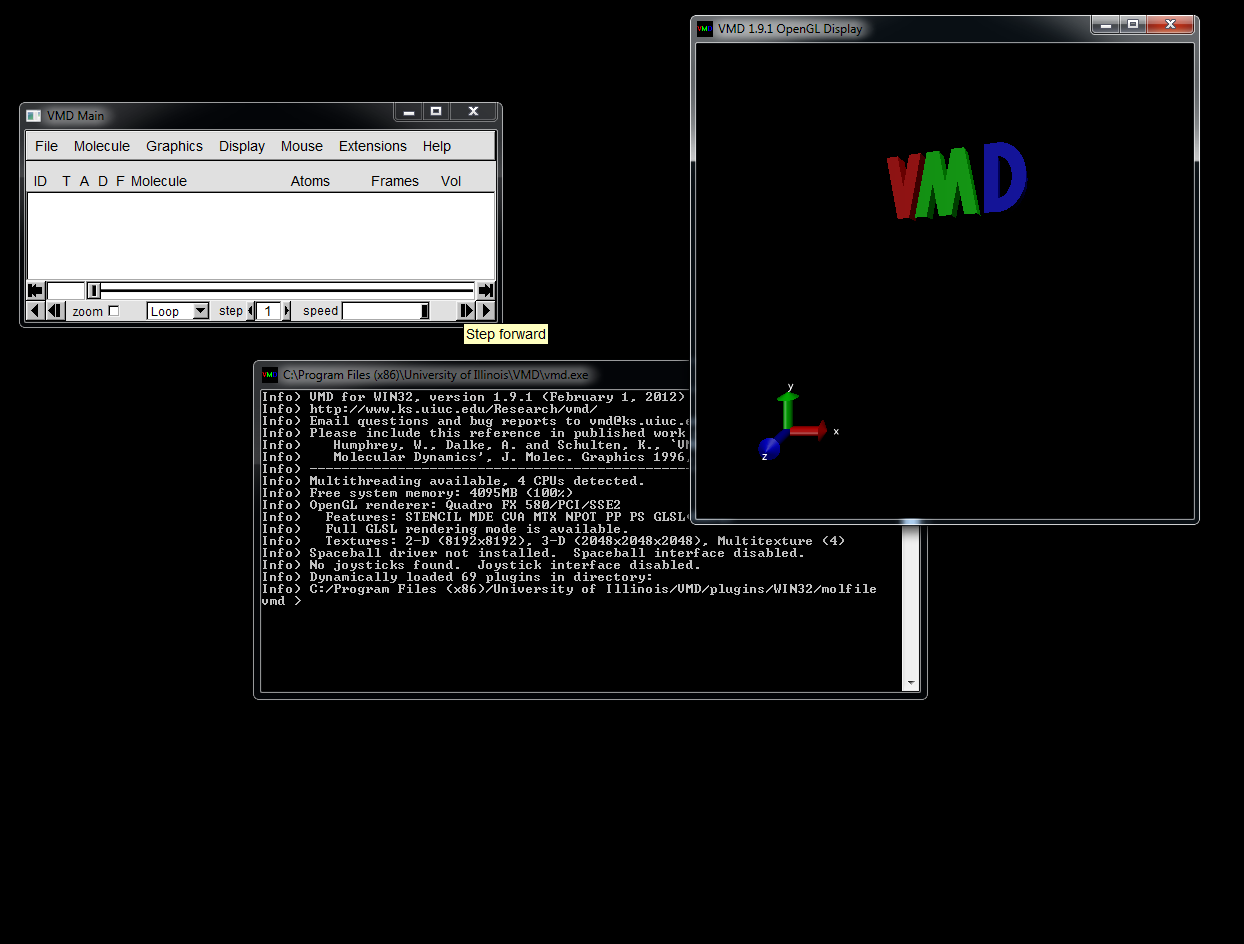 VMD Main
File Molecule Graphics Display Mouse Extensions Help
ID T A D F Molecule Atoms Frames Vol
zoom Loop step 1 speed
Step forward
VMD 1.9.1 OpenGL Display
VMD
y
x
z
C:\Program Files (x86)\University of Illinois\VMD\vmd.exe
Info) VMD for WIN32, version 1.9.1 (February 1, 2012)
Info) http://www.ks.uiuc.edu/Research/vmd/
Info) Email questions and bug reports to vmd@ks.uiuc.e
Info) Please include this reference in published work
Info) Humphrey, W., Dalke, A. and Schulten, K., `VM
Info) Molecular Dynamics', J. Molec. Graphics 1996,
Info) ------------------------------------------------
Info) Multithreading available, 4 CPUs detected.
Info) Free system memory: 4095MB (100%)
Info) OpenGL renderer: Quadro FX 580/PCI/SSE2
Info) Features: STENCIL MDE CVA MTX NPOT PP PS GLSL
Info) Full GLSL rendering mode is available.
Info) Textures: 2-D (8192x8192), 3-D (2048x2048x2048), Multitexture (4)
Info) Spaceball driver not installed. Spaceball interface disabled.
Info) No joysticks found. Joystick interface disabled.
Info) Dynamically loaded 69 plugins in directory:
Info) C:/Program Files (x86)/University of Illinois/VMD/plugins/WIN32/molfile
vmd >